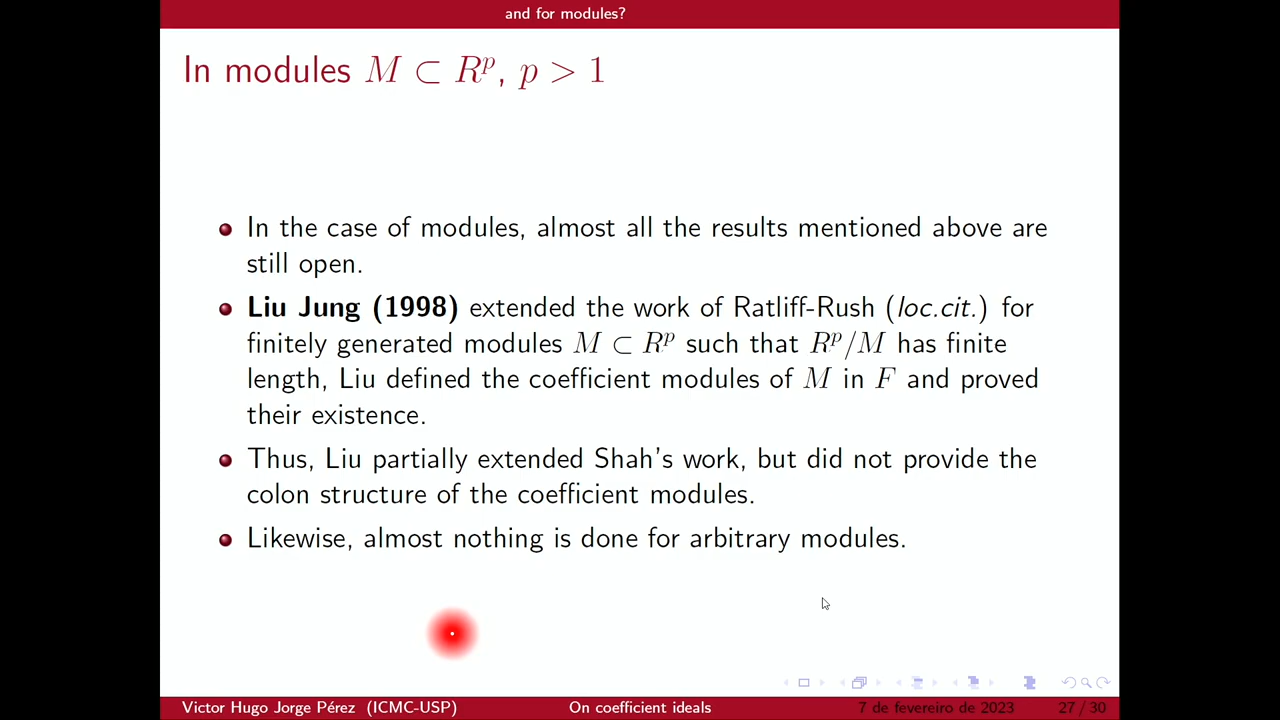 and for modules?
In modules M ⊂ R^p, p > 1
In the case of modules, almost all the results mentioned above are
still open.
Liu Jung (1998) extended the work of Ratliff-Rush (loc.cit.) for
finitely generated modules M ⊂ R^p such that R^p/M has finite
length, Liu defined the coefficient modules of M in F and proved
their existence.
Thus, Liu partially extended Shah's work, but did not provide the
colon structure of the coefficient modules.
Likewise, almost nothing is done for arbitrary modules.
Victor Hugo Jorge Pérez (ICMC-USP) On coefficient ideals 7 de fevereiro de 2023 27 / 30